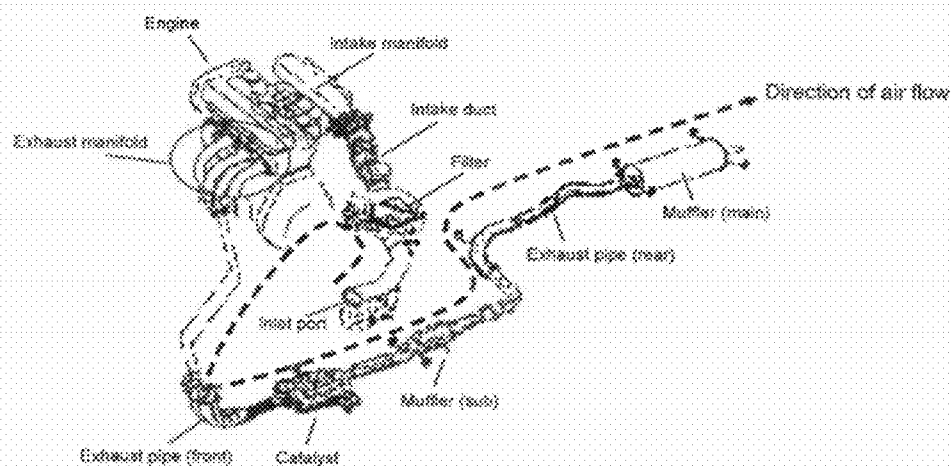 Engine
Intake manifold
Direction of air flow
Intake duct
Exhaust manifold
Filter
Muffler (main)
Exhaust pipe (rear)
Inlet port
Muffler (sub)
Exhaust pipe (front)
Catalyst